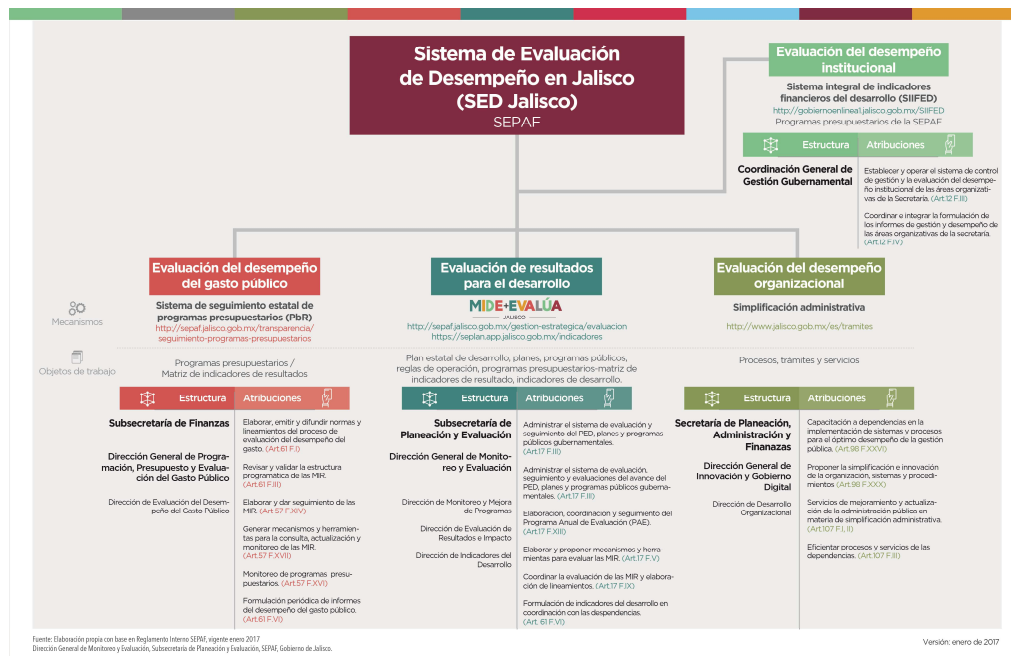 Sistema de Evaluación
de Desempeño en Jalisco
(SED Jalisco)
SEPAF
Evaluación del desempeño
institucional
Sistema integral de indicadores
financieros del desarrollo (SIIFED)
http://gobiernoenlinea1.jalisco.gob.mx/SIIFED
Programas presupuestarios de la SEPAF
Estructura
Atribuciones
Coordinación General de
Gestión Gubernamental
Establecer y operar el sistema de control
de gestión y la evaluación del desempe-
ño institucional de las áreas organizati-
vas de la Secretaría. (Art.12 F.III)
Coordinar e integrar la formulación de
los informes de gestión y desempeño de
las áreas organizativas de la secretaría.
(Art.12 F.IV)
Mecanismos
Objetos de trabajo
Evaluación del desempeño
del gasto público
Sistema de seguimiento estatal de
programas presupuestarios (PbR)
http://sepaf.jalisco.gob.mx/transparencia/
seguimiento-programas-presupuestarios
Programas presupuestarios /
Matriz de indicadores de resultados
Estructura
Atribuciones
Subsecretaría de Finanzas
Dirección General de Progra-
mación, Presupuesto y Evalua-
ción del Gasto Público
Dirección de Evaluación del Desem-
peño del Gasto Público
Elaborar, emitir y difundir normas y
lineamientos del proceso de
evaluación del desempeño del
gasto. (Art.61 F.I)
Revisar y validar la estructura
programática de las MIR.
(Art.61 F.III)
Elaborar y dar seguimiento de las
MIR. (Art 57 F.XIV)
Generar mecanismos y herramien-
tas para la consulta, actualización y
monitoreo de las MIR.
(Art.57 F.XVII)
Monitoreo de programas presu-
puestarios. (Art.57 F.XVI)
Formulación periódica de informes
del desempeño del gasto público.
(Art.61 F.VI)
Evaluación de resultados
para el desarrollo
MIDE+EVALÚA
JALISCO
http://sepaf.jalisco.gob.mx/gestion-estrategica/evaluacion
https://seplan.app.jalisco.gob.mx/indicadores
Plan estatal de desarrollo, planes, programas públicos,
reglas de operación, programas presupuestarios-matriz de
indicadores de resultado, indicadores de desarrollo.
Estructura
Atribuciones
Subsecretaría de
Planeación y Evaluación
Dirección General de Monito-
reo y Evaluación
Dirección de Monitoreo y Mejora
de Programas
Dirección de Evaluación de
Resultados e Impacto
Dirección de Indicadores del
Desarrollo
Administrar el sistema de evaluación y
seguimiento del PED, planes y programas
públicos gubernamentales.
(Art.17 F.III)
Administrar el sistema de evaluación,
seguimiento y evaluaciones del avance del
PED, planes y programas públicos guberna-
mentales. (Art.17 F.III)
Elaboración, coordinación y seguimiento del
Programa Anual de Evaluación (PAE).
(Art.17 F.XIII)
Elaborar y proponer mecanismos y herra
mientas para evaluar las MIR. (Art.17 F.V)
Coordinar la evaluación de las MIR y elabora-
ción de lineamientos. (Art.17 F.IX)
Formulación de indicadores del desarrollo en
coordinación con las despendencias.
(Art. 61 F.VI)
Evaluación del desempeño
organizacional
Simplificación administrativa
http://www.jalisco.gob.mx/es/tramites
Procesos, trámites y servicios
Estructura
Atribuciones
Secretaría de Planeación,
Administración y
Finanazas
Dirección General de
Innovación y Gobierno
Digital
Dirección de Desarrollo
Organizacional
Capacitación a dependencias en la
implementación de sistemas y procesos
para el óptimo desempeño de la gestión
pública. (Art.98 F.XXVI)
Proponer la simplificación e innovación
de la organización, sistemas y procedi-
mientos (Art.98 F.XXX)
Servicios de mejoramiento y actualiza-
ción de la administración pública en
materia de simplificación administrativa.
(Art.107 F.I, II)
Eficientar procesos y servicios de las
dependencias. (Art.107 F.III)
Fuente: Elaboración propia con base en Reglamento Interno SEPAF, vigente enero 2017
Dirección General de Monitoreo y Evaluación, Subsecretaría de Planeación y Evaluación, SEPAF, Gobierno de Jalisco.
Versión: enero de 2017